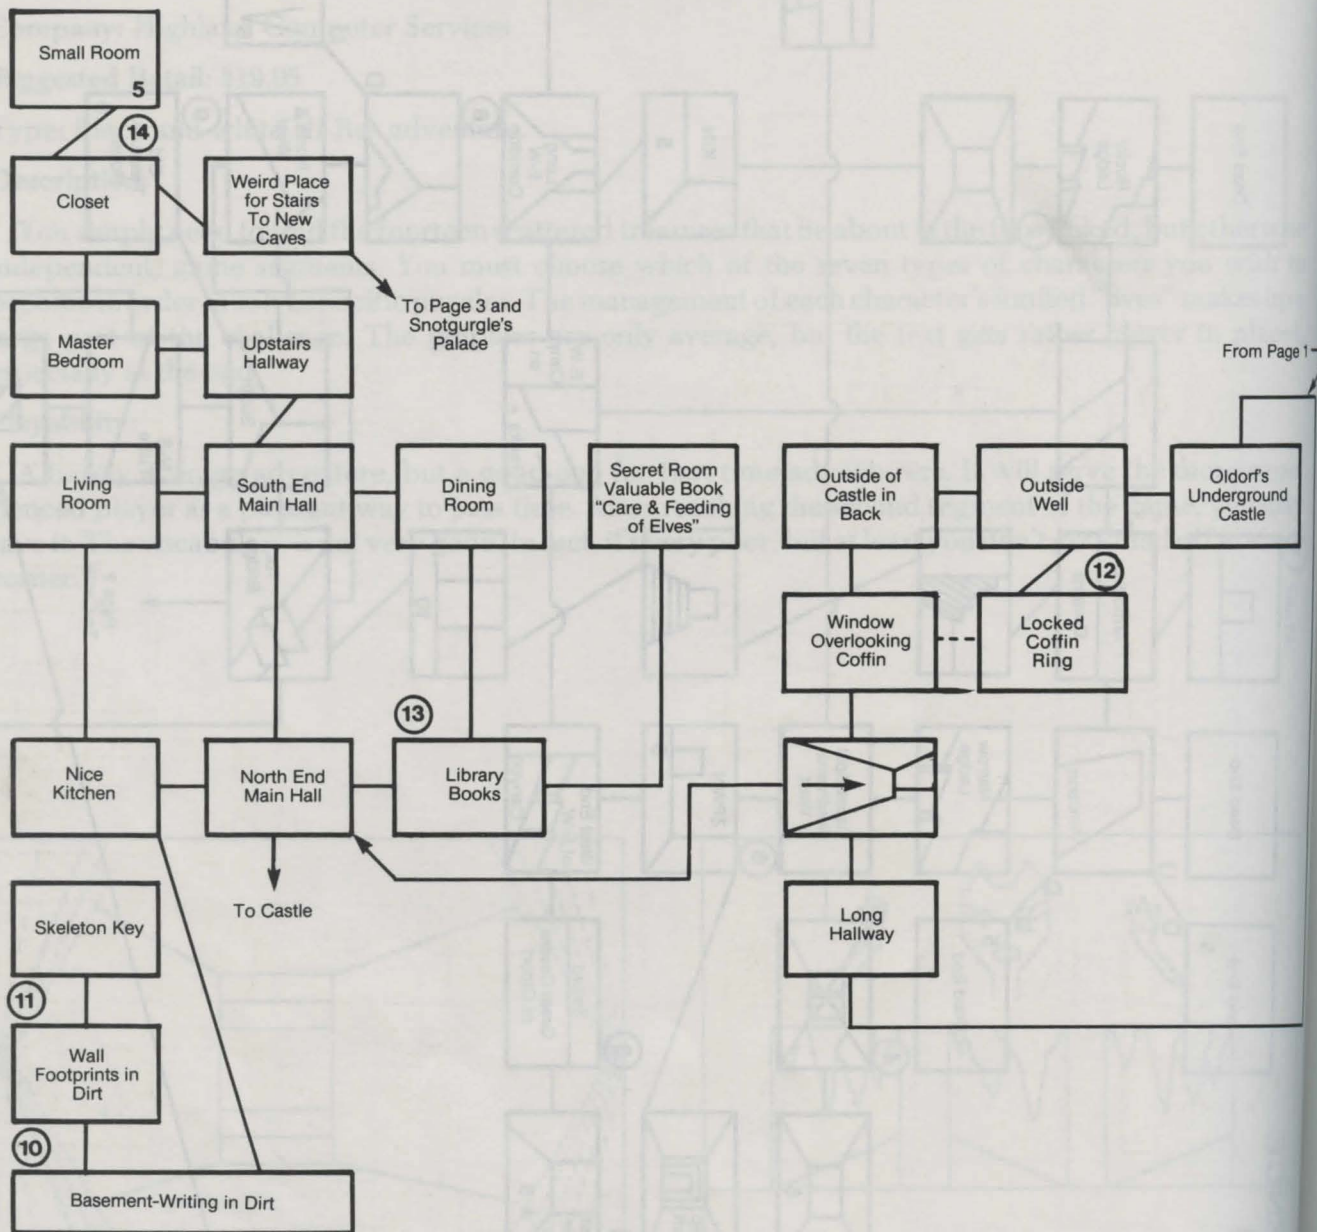 Small Room
5
14
Closet
Weird Place
for Stairs
To New
Caves
To Page 3 and
Snotgurgle's
Palace
Master
Bedroom
Upstairs
Hallway
From Page 1
Living
Room
South End
Main Hall
Dining
Room
Secret Room
Valuable Book
"Care & Feeding
of Elves"
Outside of
Castle in
Back
Outside
Well
Oldorf's
Underground
Castle
12
Window
Overlooking
Coffin
Locked
Coffin
Ring
13
Nice
Kitchen
North End
Main Hall
Library
Books
To Castle
Skeleton Key
Long
Hallway
11
Wall
Footprints in
Dirt
10
Basement-Writing in Dirt